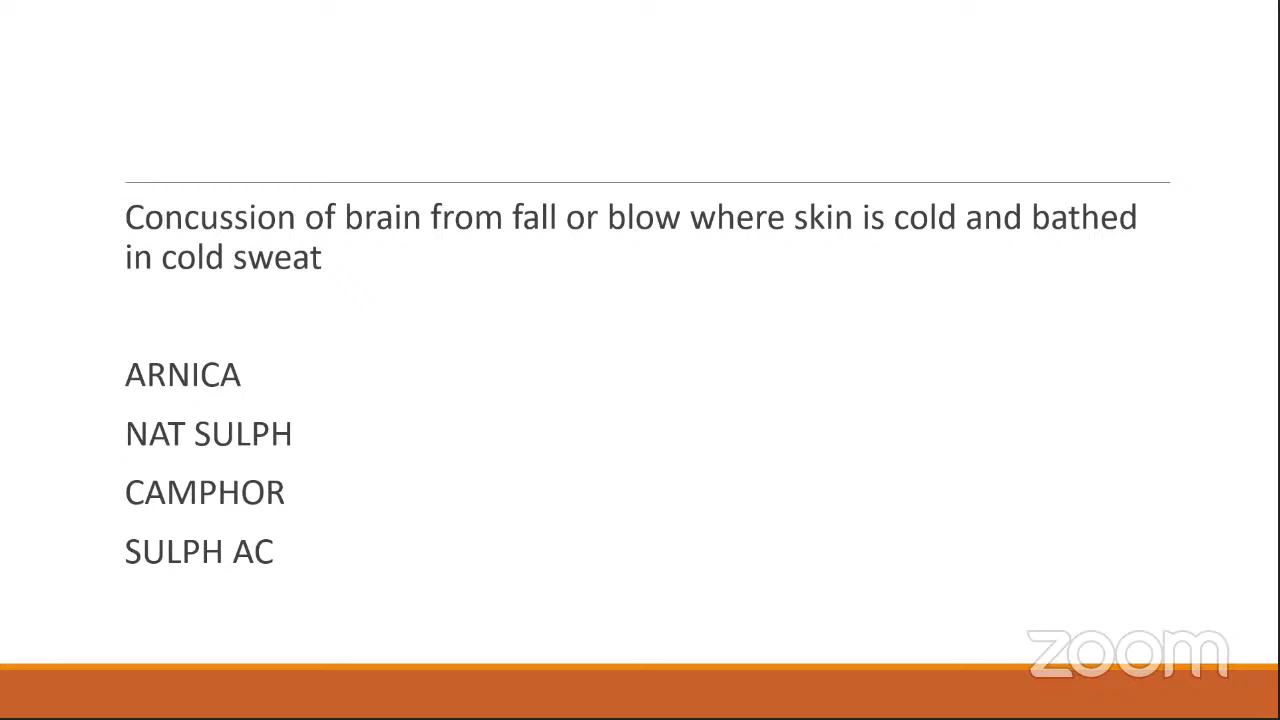 Concussion of brain from fall or blow where skin is cold and bathed
in cold sweat
ARNICA
NAT SULPH
CAMPHOR
SULPH AC
zoom